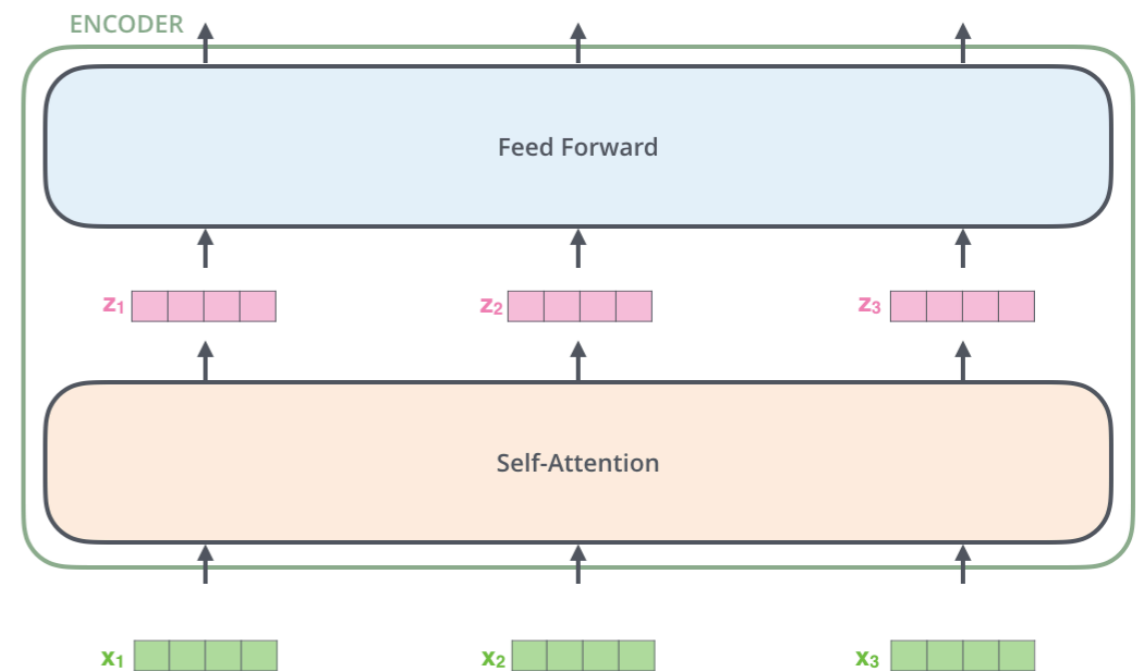 ENCODER
Feed Forward
z₁ z₂ z₃
Self-Attention
x₁ x₂ x₃